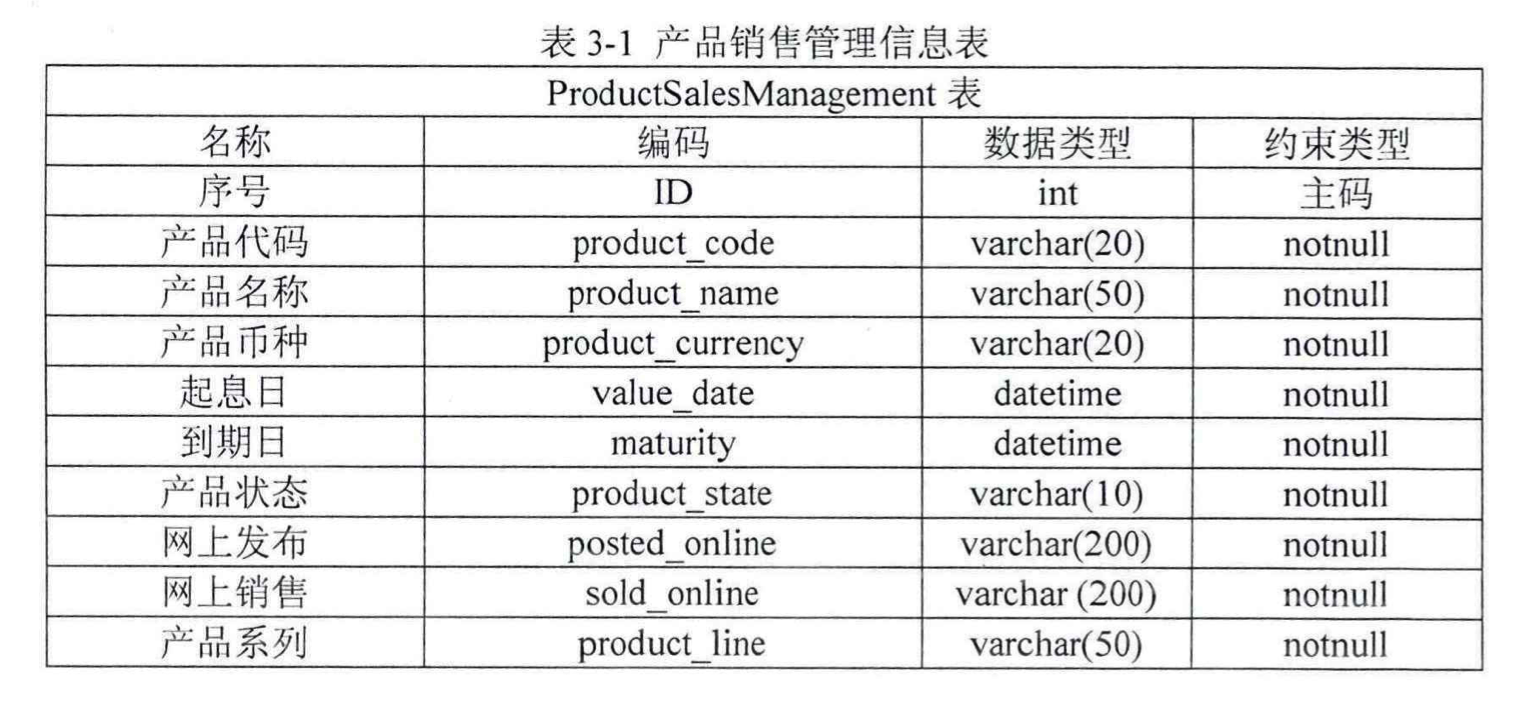 表 3-1 产品销售管理信息表
ProductSalesManagement 表
名称 编码 数据类型 约束类型
序号 ID int 主码
产品代码 product_code varchar(20) notnull
产品名称 product_name varchar(50) notnull
产品币种 product_currency varchar(20) notnull
起息日 value_date datetime notnull
到期日 maturity datetime notnull
产品状态 product_state varchar(10) notnull
网上发布 posted_online varchar(200) notnull
网上销售 sold_online varchar (200) notnull
产品系列 product_line varchar(50) notnull